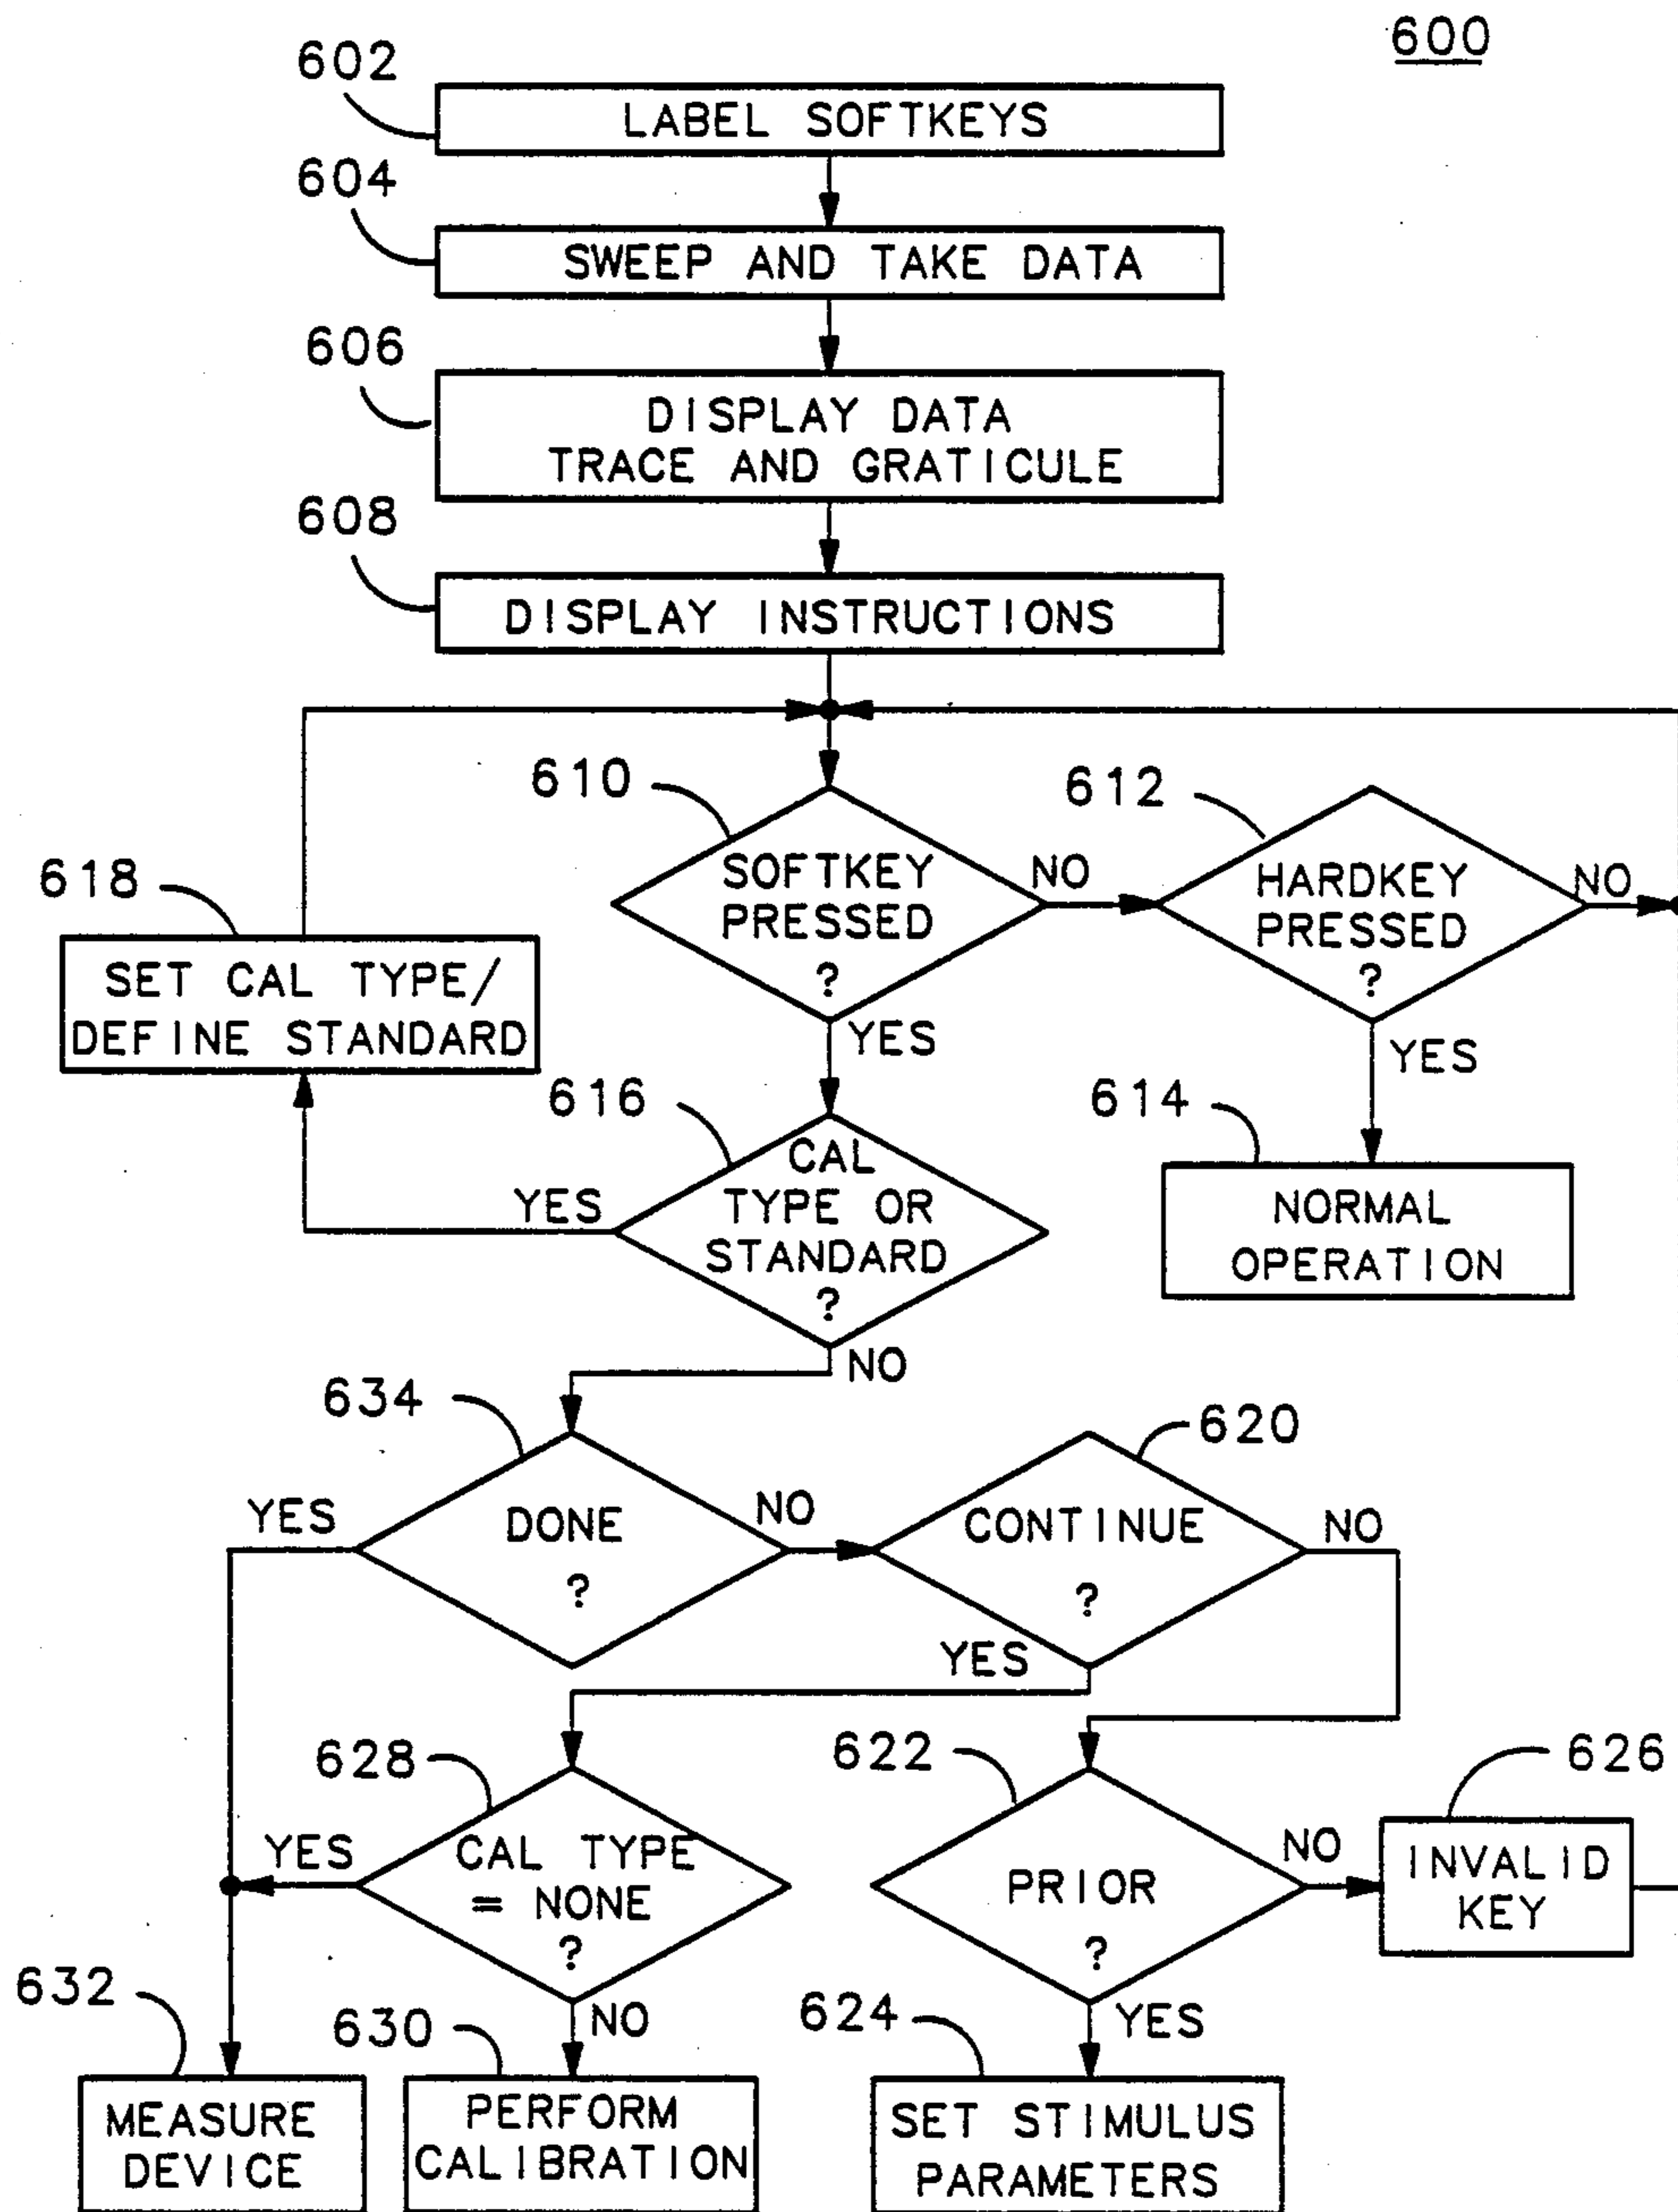 600
602
LABEL SOFTKEYS
604
SWEEP AND TAKE DATA
606
DISPLAY DATA
TRACE AND GRATICULE
608
DISPLAY INSTRUCTIONS
610
SOFTKEY
PRESSED
?
NO
YES
612
HARDKEY
PRESSED
?
NO
YES
618
SET CAL TYPE/
DEFINE STANDARD
616
CAL
TYPE OR
STANDARD
?
YES
NO
614
NORMAL
OPERATION
634
DONE
?
YES
NO
620
CONTINUE
?
NO
YES
628
CAL TYPE
= NONE
?
YES
NO
622
PRIOR
?
NO
YES
626
INVALID
KEY
632
MEASURE
DEVICE
630
PERFORM
CALIBRATION
624
SET STIMULUS
PARAMETERS